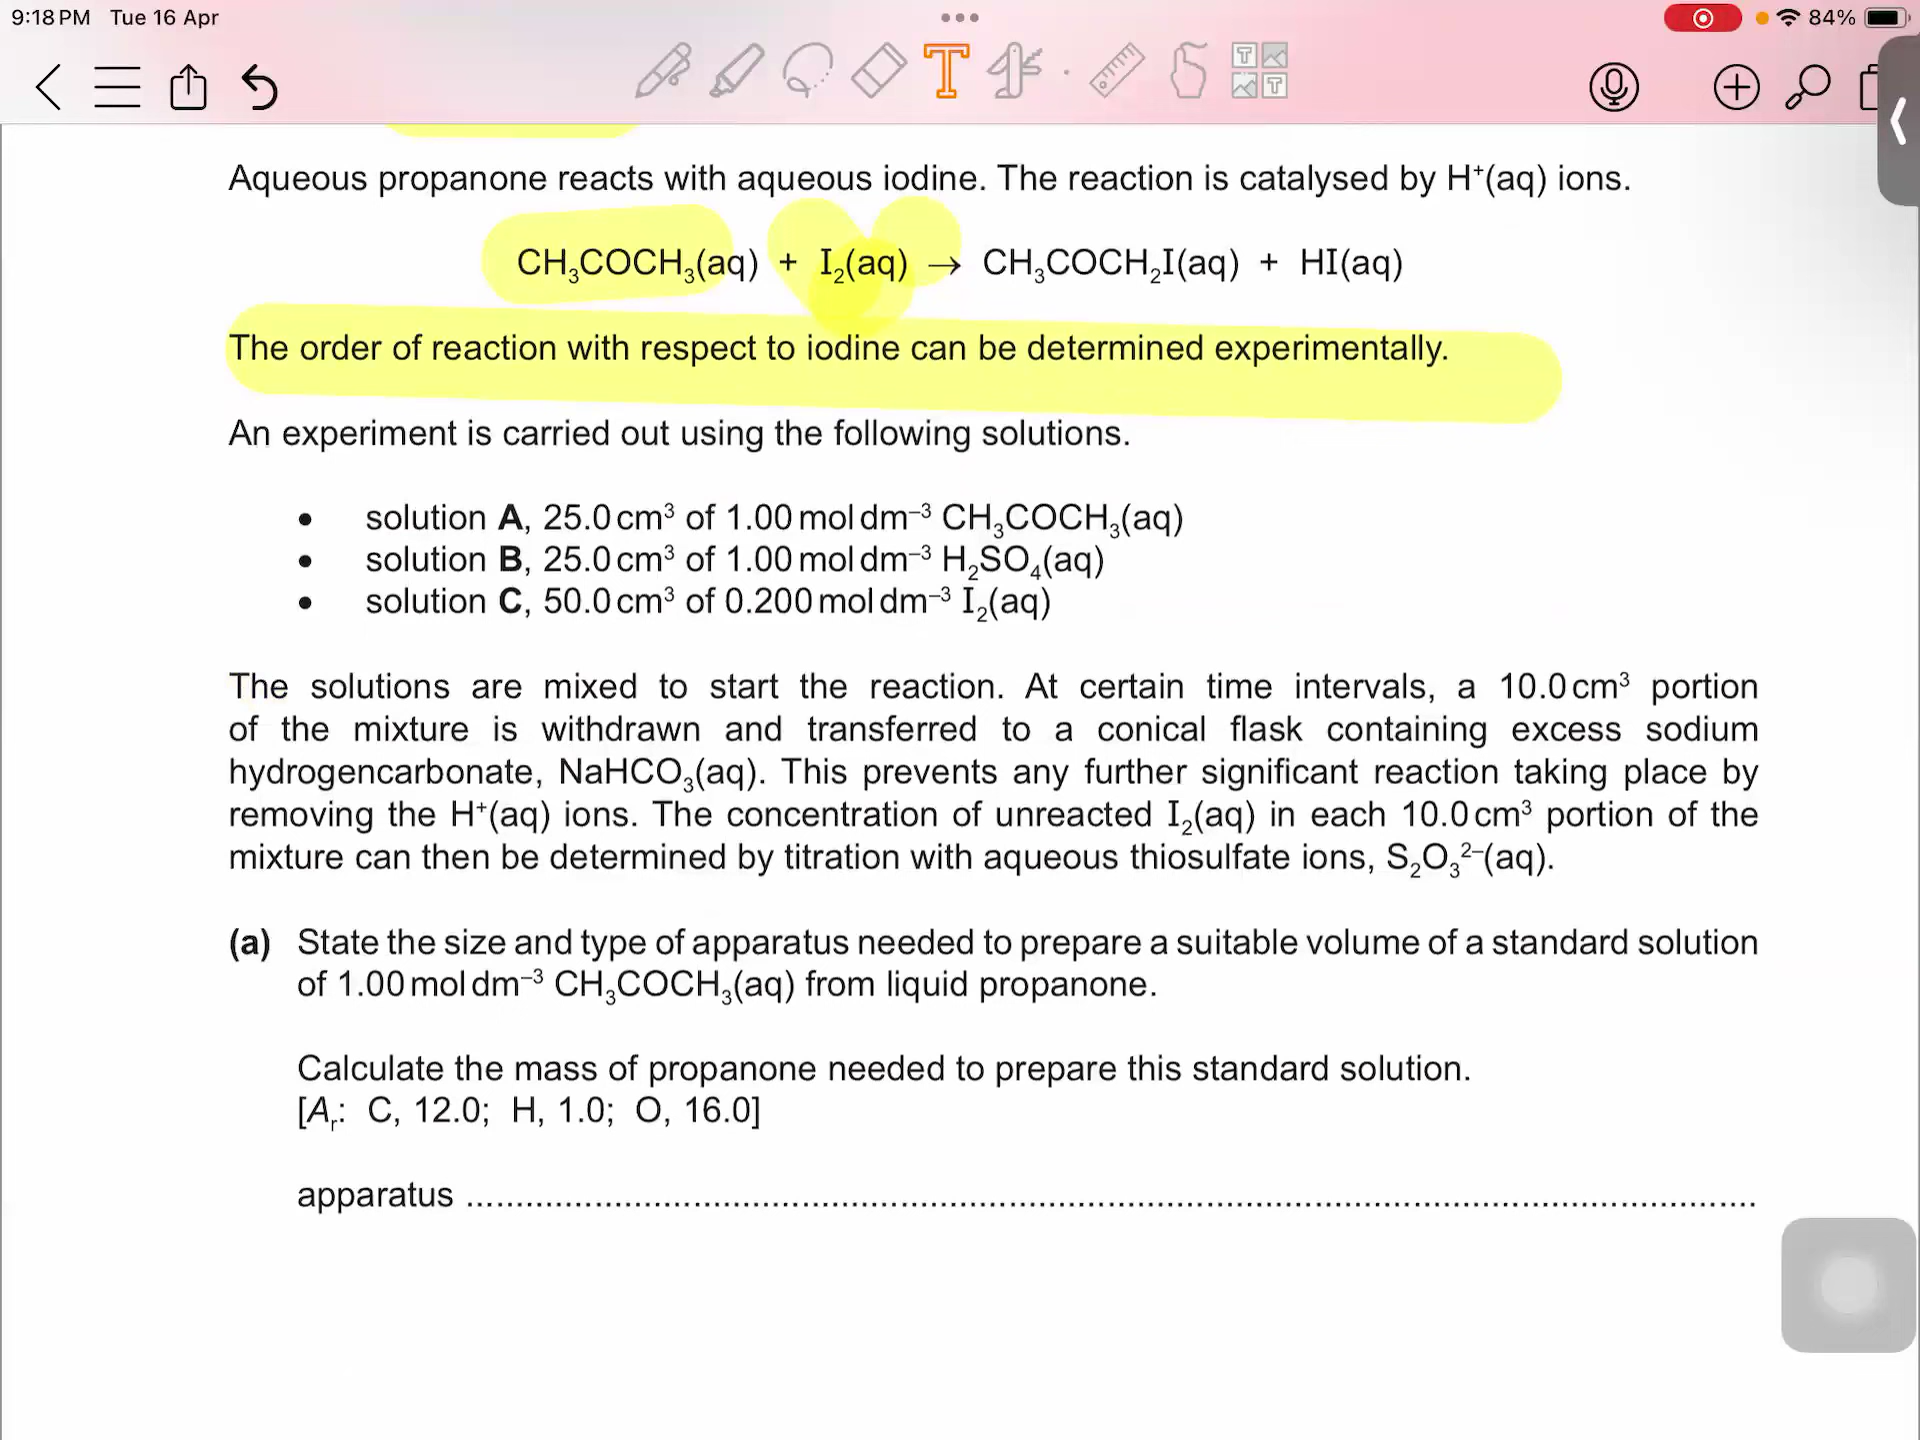 9:18 PM Tue 16 Apr
84%
Aqueous propanone reacts with aqueous iodine. The reaction is catalysed by H⁺(aq) ions.
CH₃COCH₃(aq) + I₂(aq) → CH₃COCH₂I(aq) + HI(aq)
The order of reaction with respect to iodine can be determined experimentally.
An experiment is carried out using the following solutions.
• solution A, 25.0 cm³ of 1.00 mol dm⁻³ CH₃COCH₃(aq)
• solution B, 25.0 cm³ of 1.00 mol dm⁻³ H₂SO₄(aq)
• solution C, 50.0 cm³ of 0.200 mol dm⁻³ I₂(aq)
The solutions are mixed to start the reaction. At certain time intervals, a 10.0 cm³ portion
of the mixture is withdrawn and transferred to a conical flask containing excess sodium
hydrogencarbonate, NaHCO₃(aq). This prevents any further significant reaction taking place by
removing the H⁺(aq) ions. The concentration of unreacted I₂(aq) in each 10.0 cm³ portion of the
mixture can then be determined by titration with aqueous thiosulfate ions, S₂O₃²⁻(aq).
(a) State the size and type of apparatus needed to prepare a suitable volume of a standard solution
of 1.00 mol dm⁻³ CH₃COCH₃(aq) from liquid propanone.
Calculate the mass of propanone needed to prepare this standard solution.
[Aᵣ: C, 12.0; H, 1.0; O, 16.0]
apparatus ................................................................................